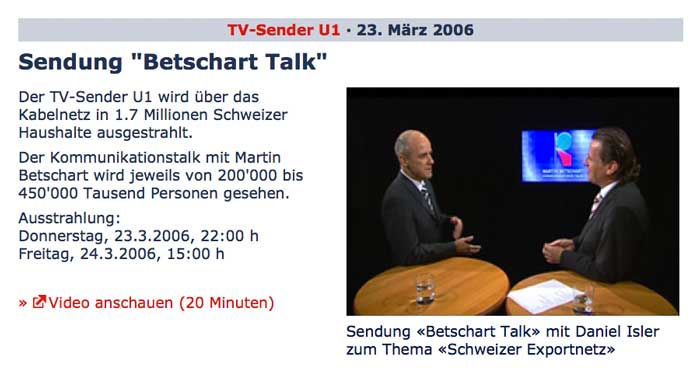 TV-Sender U1 · 23. März 2006
Sendung "Betschart Talk"
Der TV-Sender U1 wird über das
Kabelnetz in 1.7 Millionen Schweizer
Haushalte ausgestrahlt.
Der Kommunikationstalk mit Martin
Betschart wird jeweils von 200'000 bis
450'000 Tausend Personen gesehen.
Ausstrahlung:
Donnerstag, 23.3.2006, 22:00 h
Freitag, 24.3.2006, 15:00 h
» Video anschauen (20 Minuten)
MARTIN BETSCHART
Sendung «Betschart Talk» mit Daniel Isler
zum Thema «Schweizer Exportnetz»